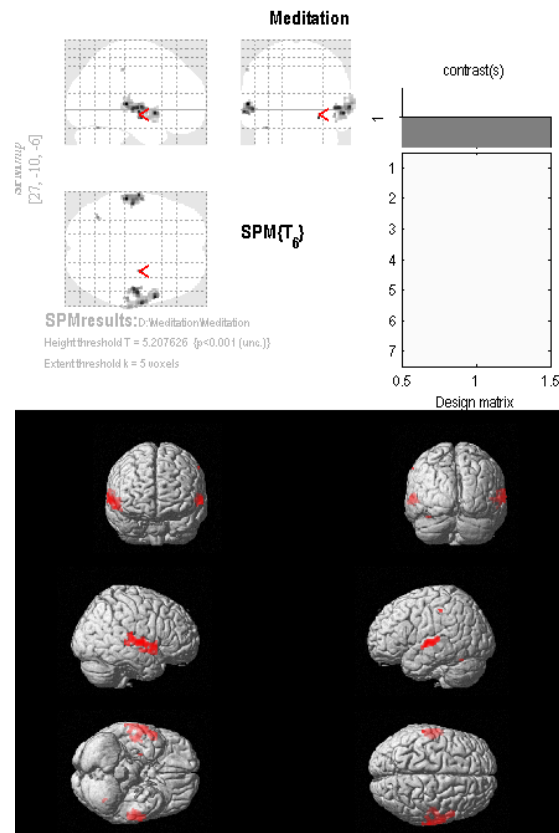 Meditation
contrast(s)
1
[27, -10, -6]
SPM{T6}
1
2
3
4
5
6
7
0.5 1 1.5
Design matrix
SPMresults: D:\Meditation\Meditation
Height threshold T = 5.207626 {p<0.001 (unc.)}
Extent threshold k = 5 voxels